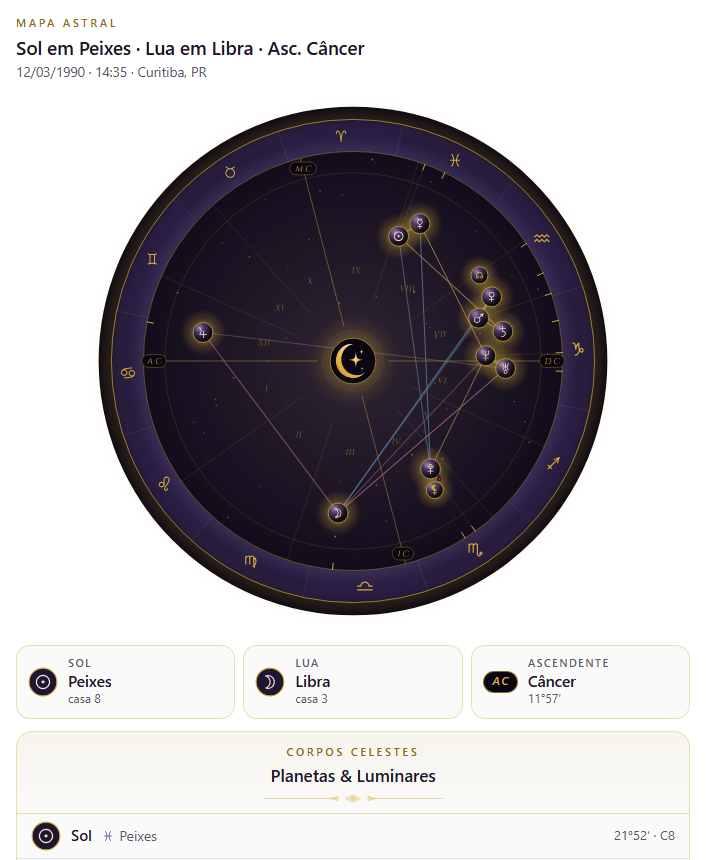 MAPA ASTRAL
Sol em Peixes · Lua em Libra · Asc. Câncer
12/03/1990 · 14:35 · Curitiba, PR
♈
♓
♉
MC
♒
♊
IX
X
VIII
XI
VII
XII
♑
AC
DC
♋
VI
I
V
II
IV
III
♐
♌
IC
♏
♍
♎
SOL
Peixes
casa 8
LUA
Libra
casa 3
AC
ASCENDENTE
Câncer
11°57′
CORPOS CELESTES
Planetas & Luminares
Sol ♓ Peixes 21°52′ · C8